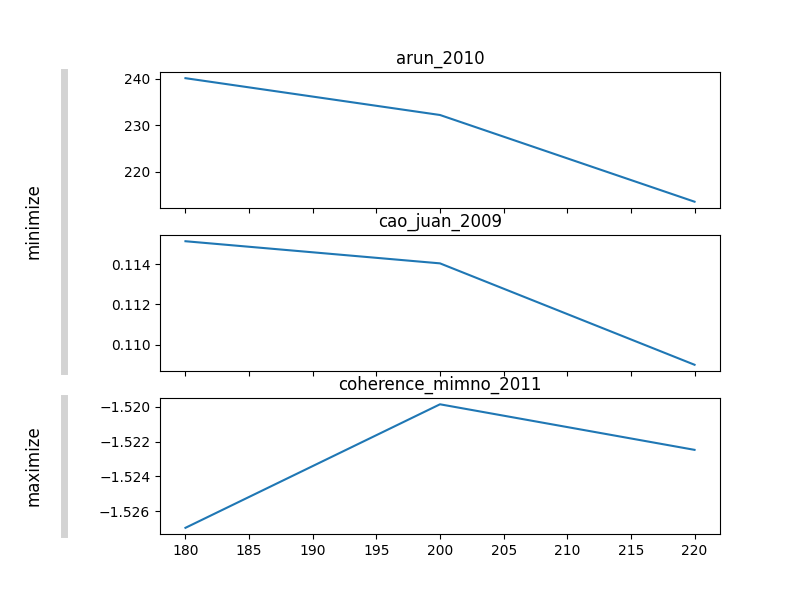 arun_2010
240
230
220
minimize
cao_juan_2009
0.114
0.112
0.110
coherence_mimno_2011
−1.520
−1.522
−1.524
−1.526
maximize
180 185 190 195 200 205 210 215 220